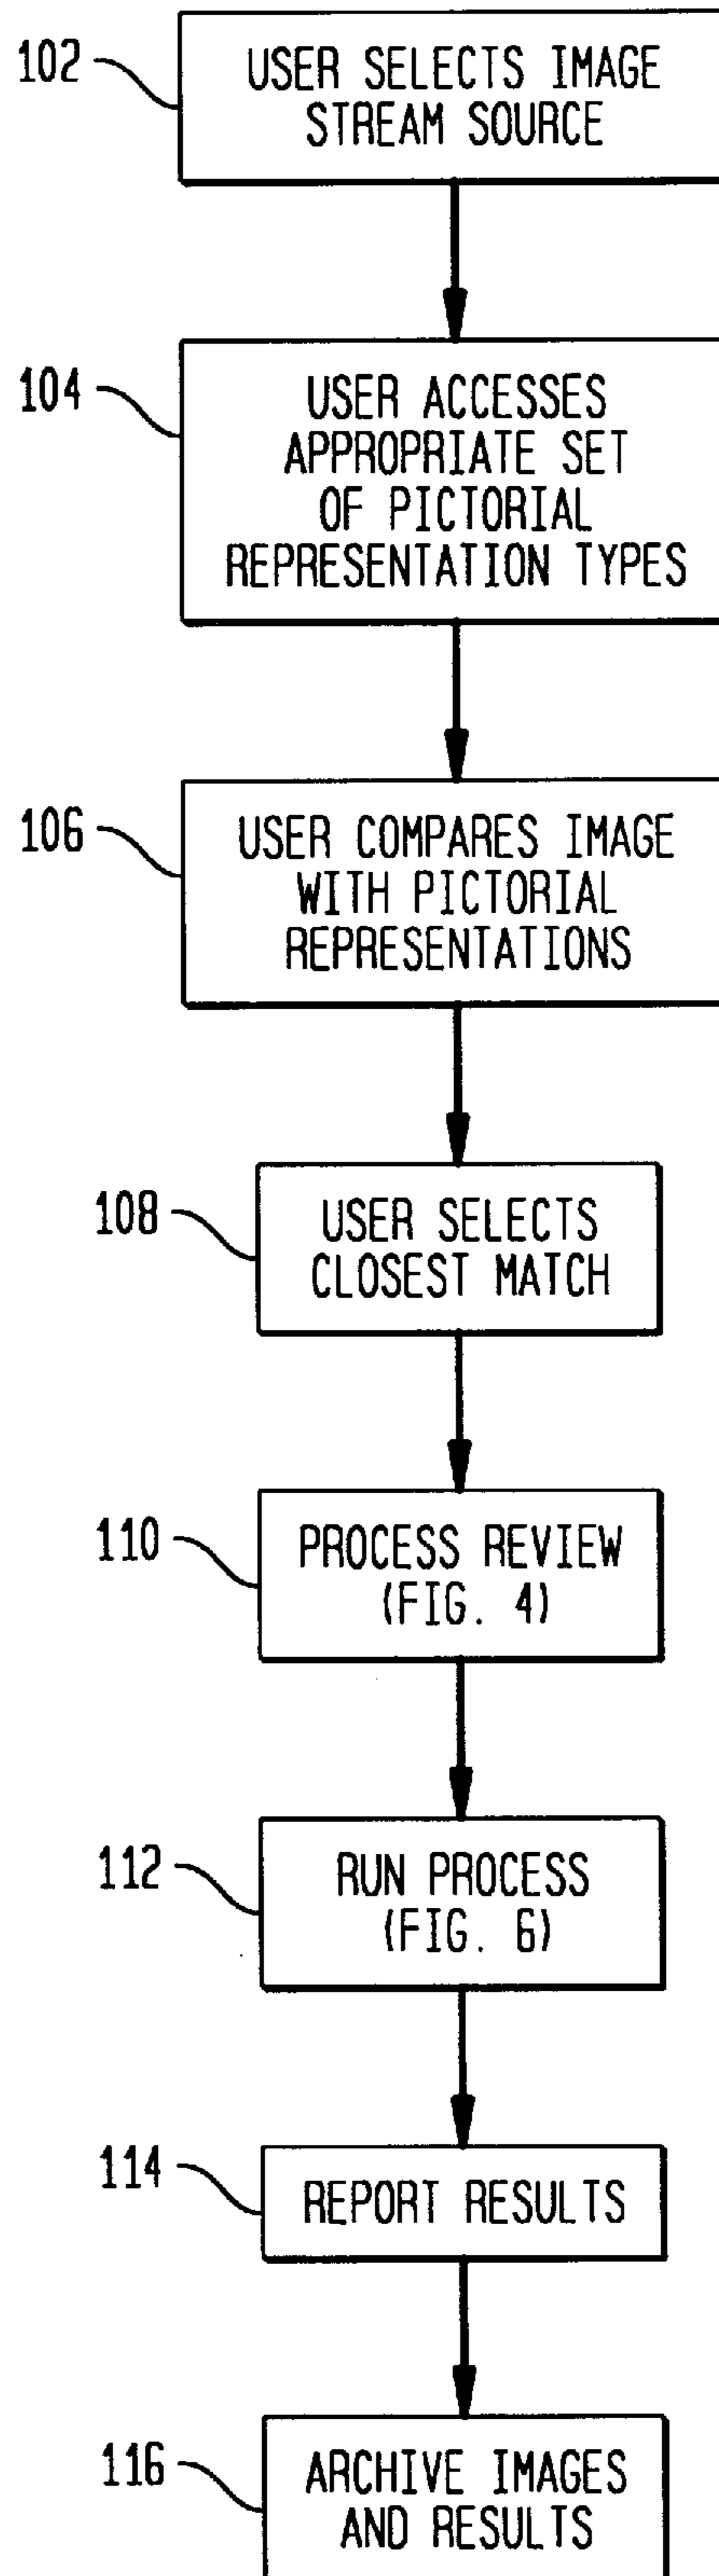 102
USER SELECTS IMAGE
STREAM SOURCE
104
USER ACCESSES
APPROPRIATE SET
OF PICTORIAL
REPRESENTATION TYPES
106
USER COMPARES IMAGE
WITH PICTORIAL
REPRESENTATIONS
108
USER SELECTS
CLOSEST MATCH
110
PROCESS REVIEW
(FIG. 4)
112
RUN PROCESS
(FIG. 6)
114
REPORT RESULTS
116
ARCHIVE IMAGES
AND RESULTS